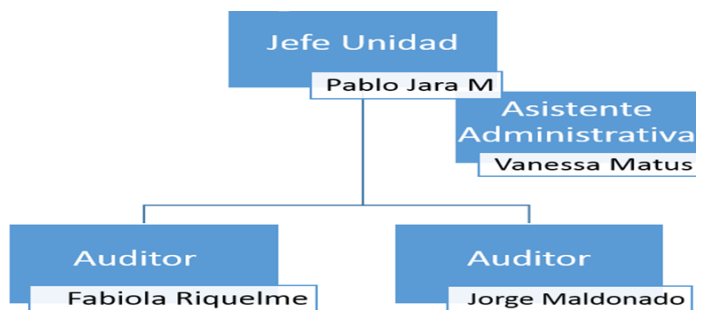 Jefe Unidad
Pablo Jara M
Asistente
Administrativa
Vanessa Matus
Auditor
Fabiola Riquelme
Auditor
Jorge Maldonado